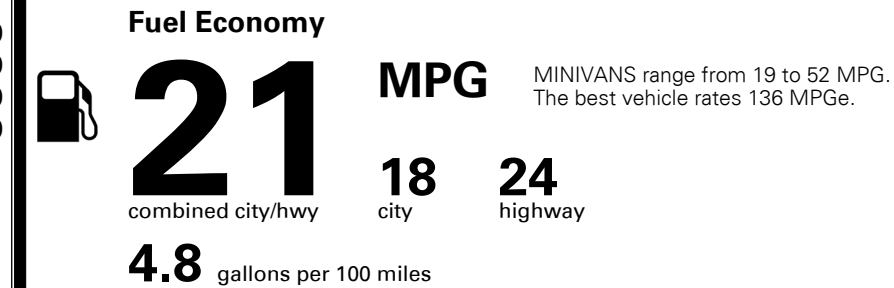 Fuel Economy
21 MPG
MINIVANS range from 19 to 52 MPG.
The best vehicle rates 136 MPGe.
18 24
combined city/hwy city highway
4.8 gallons per 100 miles